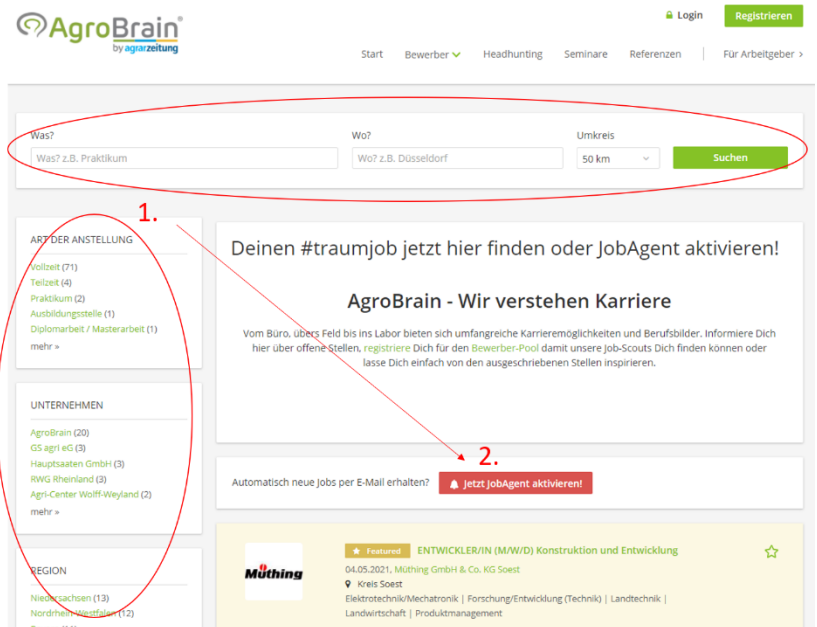 AgroBrain®
by agrarzeitung
Login
Registrieren
Start Bewerber Headhunting Seminare Referenzen | Für Arbeitgeber >
Was? Wo? Umkreis
Was? z.B. Praktikum Wo? z.B. Düsseldorf 50 km Suchen
1.
ART DER ANSTELLUNG
Vollzeit (71)
Teilzeit (4)
Praktikum (2)
Ausbildungsstelle (1)
Diplomarbeit / Masterarbeit (1)
mehr »
UNTERNEHMEN
AgroBrain (20)
GS agri eG (3)
Hauptsaaten GmbH (3)
RWG Rheinland (3)
Agri-Center Wolff-Weyland (2)
mehr »
REGION
Niedersachsen (13)
Nordrhein-Westfalen (12)
Deinen #traumjob jetzt hier finden oder JobAgent aktivieren!
AgroBrain - Wir verstehen Karriere
Vom Büro, übers Feld bis ins Labor bieten sich umfangreiche Karrieremöglichkeiten und Berufsbilder. Informiere Dich
hier über offene Stellen, registriere Dich für den Bewerber-Pool damit unsere Job-Scouts Dich finden können oder
lasse Dich einfach von den ausgeschriebenen Stellen inspirieren.
2.
Automatisch neue Jobs per E-Mail erhalten? Jetzt JobAgent aktivieren!
Müthing
Featured ENTWICKLER/IN (M/W/D) Konstruktion und Entwicklung
04.05.2021, Müthing GmbH & Co. KG Soest
Kreis Soest
Elektrotechnik/Mechatronik | Forschung/Entwicklung (Technik) | Landtechnik |
Landwirtschaft | Produktmanagement